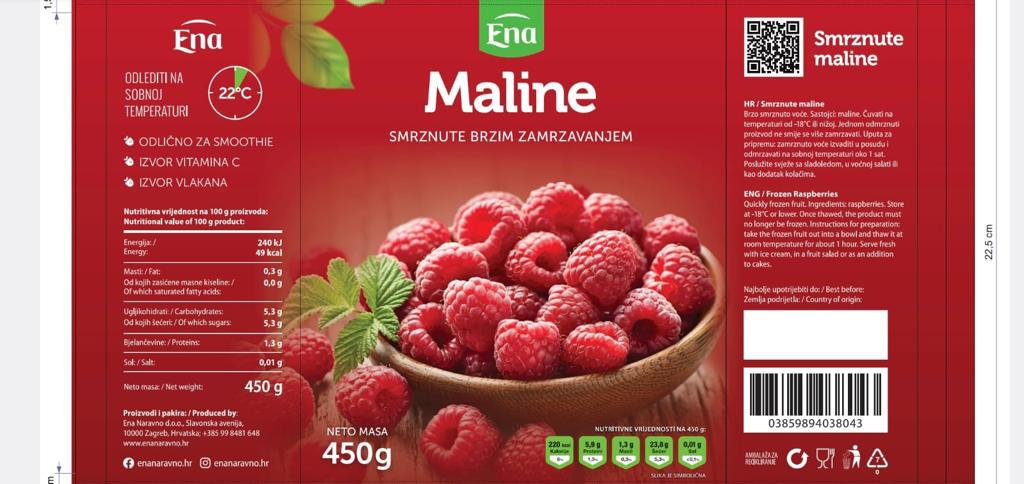 1,5
Ena
ODLEDITI NA
SOBNOJ
TEMPERATURI
22°C
ODLIČNO ZA SMOOTHIE
IZVOR VITAMINA C
IZVOR VLAKANA
Nutritivna vrijednost na 100 g proizvoda:
Nutritional value of 100 g product:
Energija: /
Energy:
240 kJ
49 kcal
Masti: / Fat: 0,3 g
Od kojih zasićene masne kiseline: / 0,0 g
Of which saturated fatty acids:
Ugljikohidrati: / Carbohydrates: 5,3 g
Od kojih šećeri: / Of which sugars: 5,3 g
Bjelančevine: / Proteins: 1,3 g
Sol: / Salt: 0,01 g
Neto masa: / Net weight: 450 g
Proizvodi i pakira: / Produced by:
Ena Naravno d.o.o., Slavonska avenija,
10000 Zagreb, Hrvatska; +385 99 8481 648
www.enanaravno.hr
enanaravno.hr enanaravno.hr
Ena
Maline
SMRZNUTE BRZIM ZAMRZAVANJEM
NETO MASA
450g
NUTRITIVNE VRIJEDNOSTI NA 450 g:
220 kcal 5,9 g 1,3 g 23,8 g 0,01 g
Kalorije Proteini Masti Šećer Sol
SLIKA JE SIMBOLIČNA
Smrznute
maline
HR / Smrznute maline
Brzo smrznuto voće. Sastojci: maline. Čuvati na
temperaturi od -18°C ili nižoj. Jednom odmrznuti
proizvod ne smije se više zamrzavati. Uputa za
pripremu: zamrznuto voće izvaditi u posudu i
odmrzavati na sobnoj temperaturi oko 1 sat.
Poslužite svježe sa sladoledom, u voćnoj salati ili
kao dodatak kolačima.
ENG / Frozen Raspberries
Quickly frozen fruit. Ingredients: raspberries. Store
at -18°C or lower. Once thawed, the product must
no longer be frozen. Instructions for preparation:
take the frozen fruit out into a bowl and thaw it at
room temperature for about 1 hour. Serve fresh
with ice cream, in a fruit salad or as an addition
to cakes.
Najbolje upotrijebiti do: / Best before:
Zemlja podrijetla: / Country of origin:
03859894038043
AMBALAŽA ZA
RECIKLIRANJE
7
0
22,5 cm